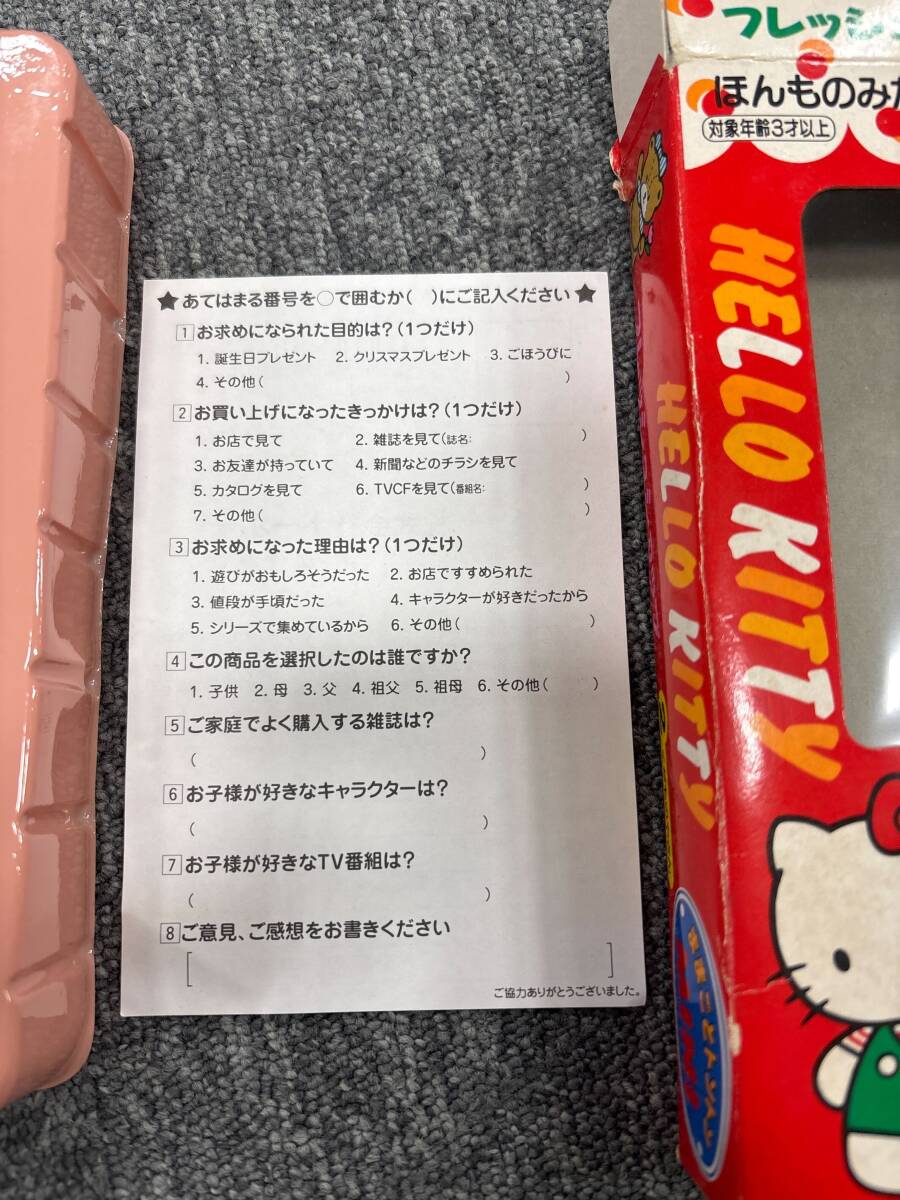 ★あてはまる番号を○で囲むか( )にご記入ください★
1 お求めになられた目的は?(1つだけ)
1. 誕生日プレゼント 2. クリスマスプレゼント 3. ごほうびに
4. その他( )
2 お買い上げになったきっかけは?(1つだけ)
1. お店で見て 2. 雑誌を見て(誌名: )
3. お友達が持っていて 4. 新聞などのチラシを見て
5. カタログを見て 6. TVCFを見て(番組名: )
7. その他( )
3 お求めになった理由は?(1つだけ)
1. 遊びがおもしろそうだった 2. お店ですすめられた
3. 値段が手頃だった 4. キャラクターが好きだったから
5. シリーズで集めているから 6. その他( )
4 この商品を選択したのは誰ですか?
1. 子供 2. 母 3. 父 4. 祖父 5. 祖母 6. その他( )
5 ご家庭でよく購入する雑誌は?
( )
6 お子様が好きなキャラクターは?
( )
7 お子様が好きなTV番組は?
( )
8 ご意見、ご感想をお書きください
[ ]
ご協力ありがとうございました。
フレッシ
ほんものみた
対象年齢3才以上
HELLO KITTY
HELLO KITTY